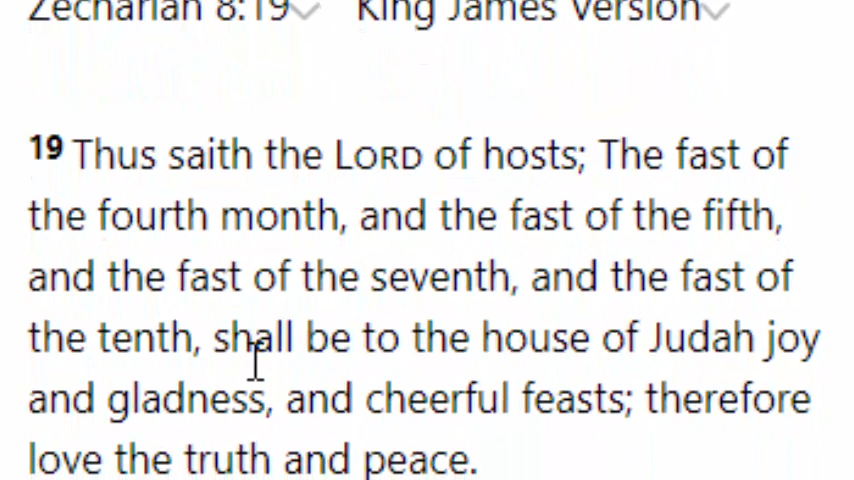 Zechariah 8:19 King James Version
19 Thus saith the LORD of hosts; The fast of
the fourth month, and the fast of the fifth,
and the fast of the seventh, and the fast of
the tenth, shall be to the house of Judah joy
and gladness, and cheerful feasts; therefore
love the truth and peace.